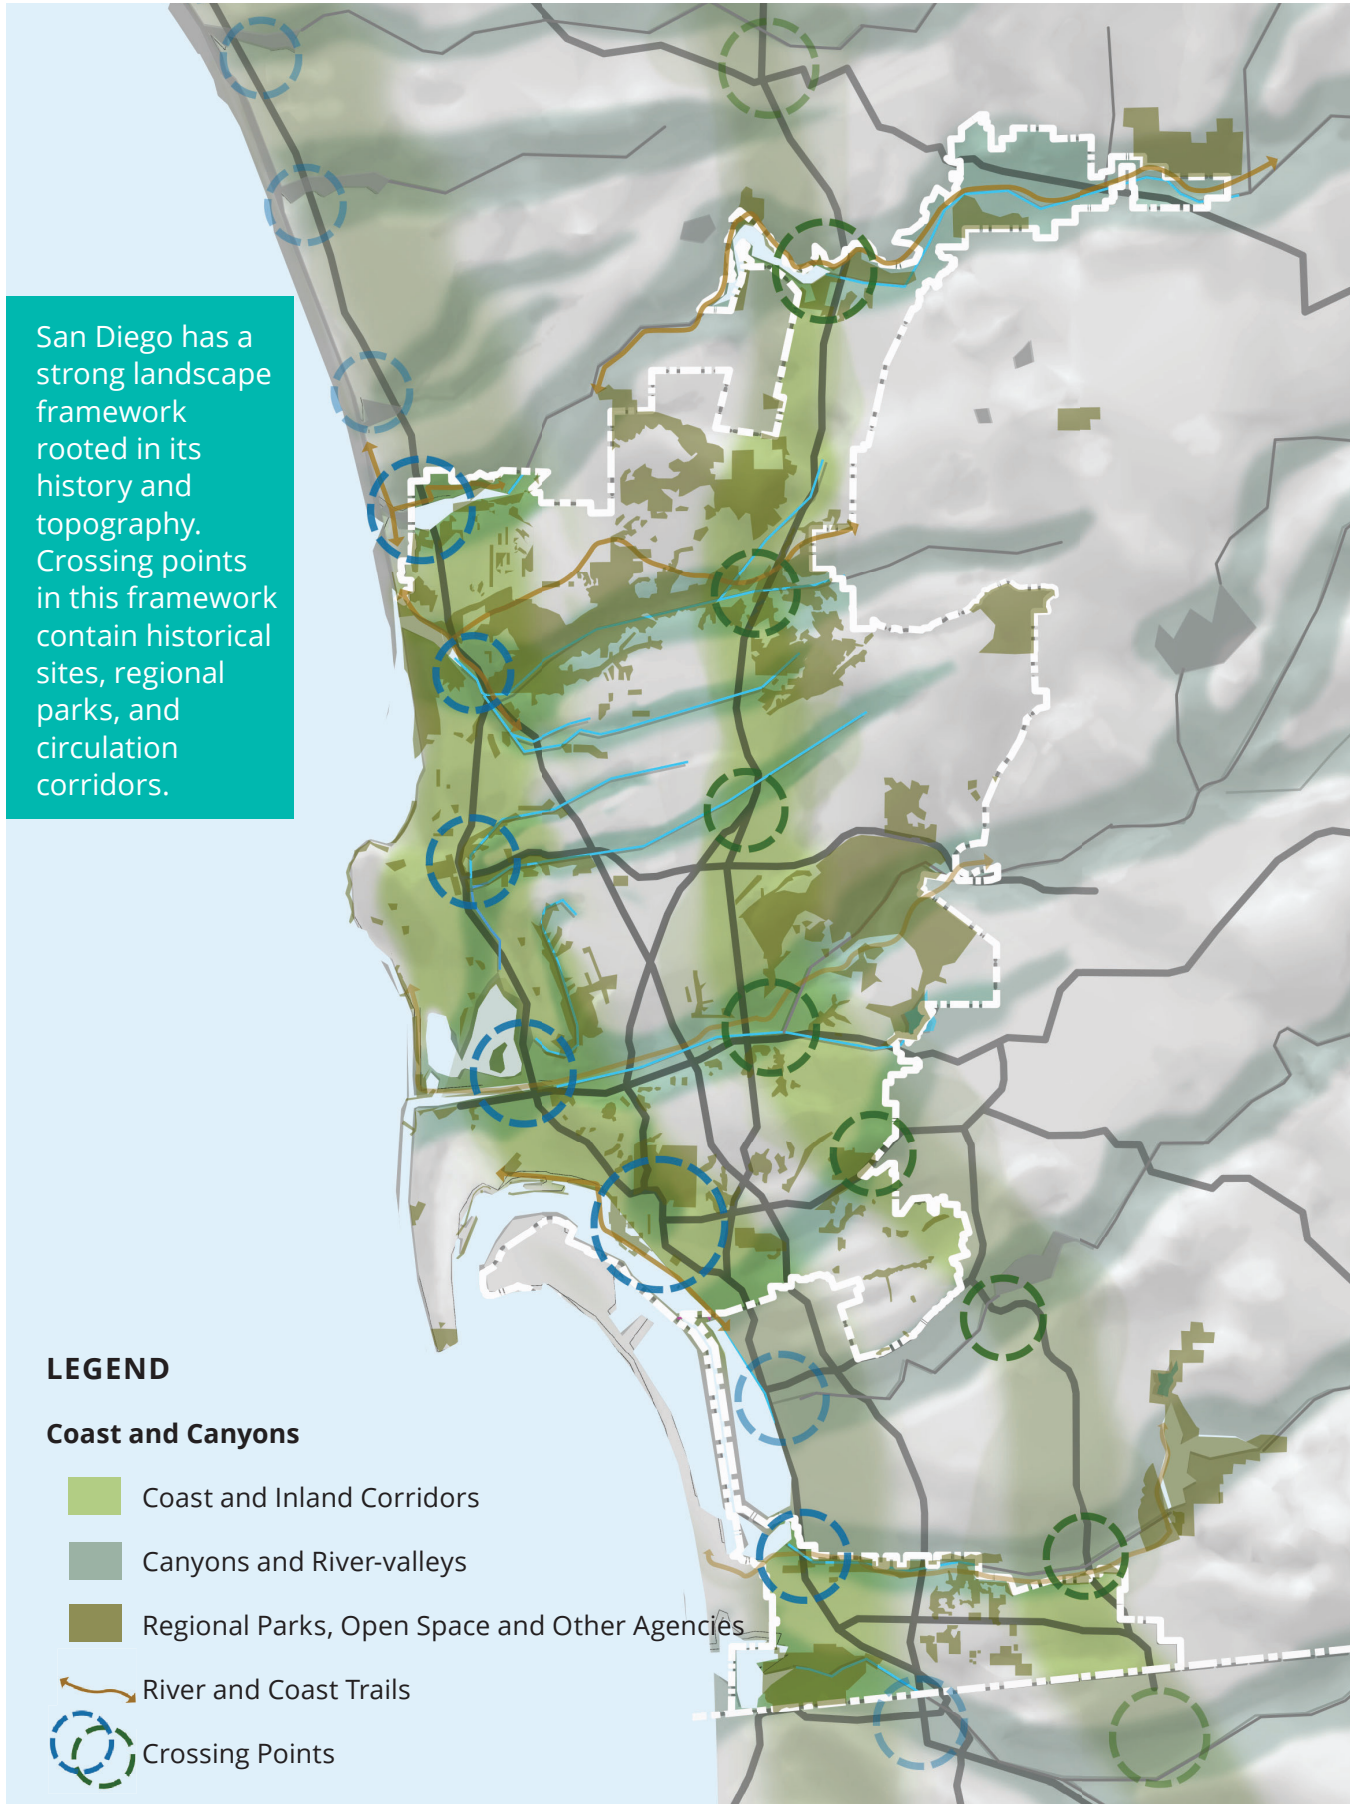 San Diego has a
strong landscape
framework
rooted in its
history and
topography.
Crossing points
in this framework
contain historical
sites, regional
parks, and
circulation
corridors.
LEGEND
Coast and Canyons
Coast and Inland Corridors
Canyons and River-valleys
Regional Parks, Open Space and Other Agencies
River and Coast Trails
Crossing Points